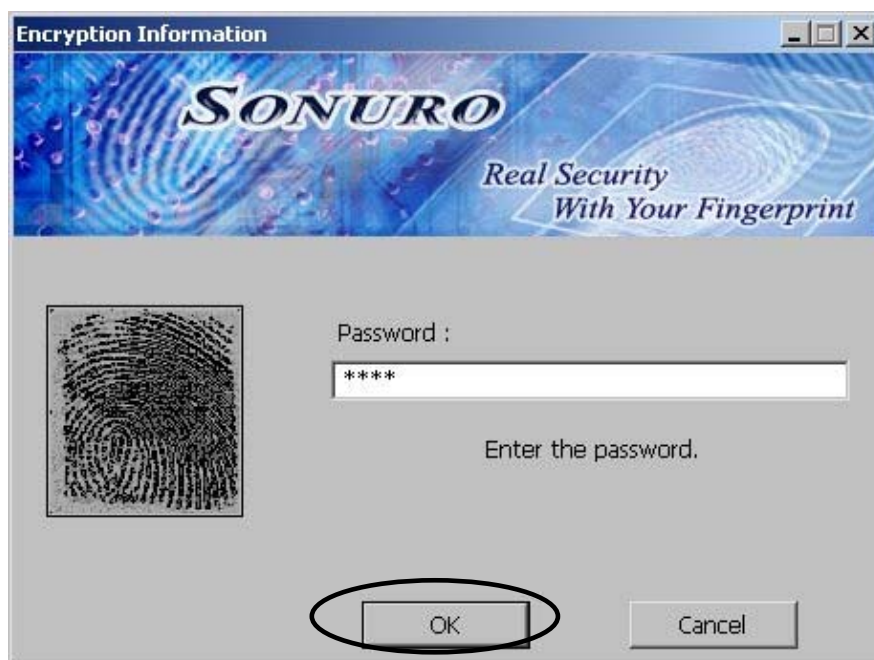 Encryption Information
SONURO
Real Security
With Your Fingerprint
Password :
****
Enter the password.
OK
Cancel